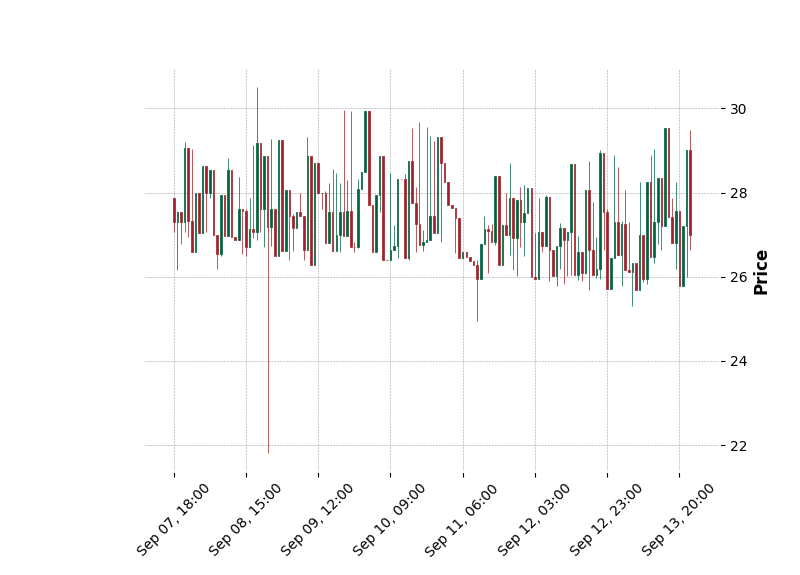 30
28
26
24
22
Price
Sep 07, 18:00
Sep 08, 15:00
Sep 09, 12:00
Sep 10, 09:00
Sep 11, 06:00
Sep 12, 03:00
Sep 12, 23:00
Sep 13, 20:00